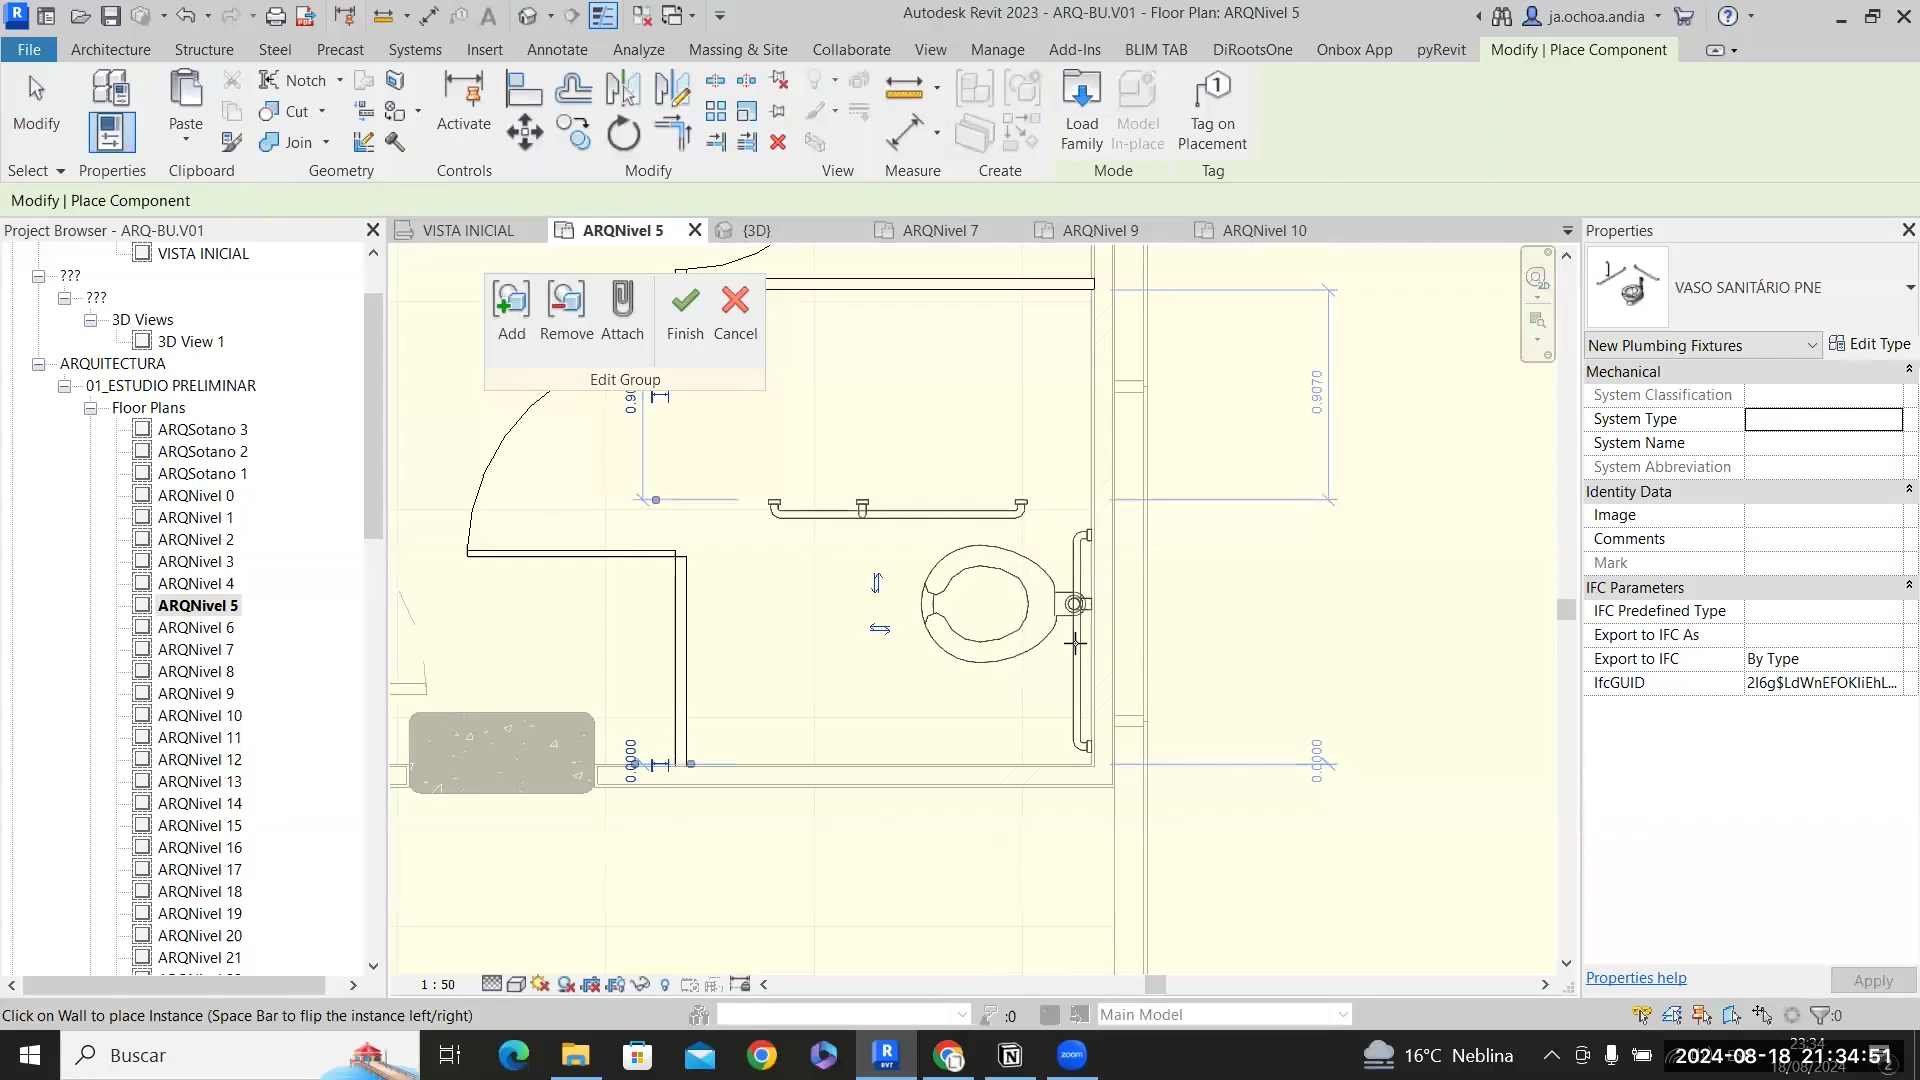 Autodesk Revit 2023 - ARQ-BU.V01 - Floor Plan: ARQNivel 5
ja.ochoa.andia
File Architecture Structure Steel Precast Systems Insert Annotate Analyze Massing & Site Collaborate View Manage Add-Ins BLIM TAB DiRootsOne Onbox App pyRevit Modify | Place Component
Modify
Paste
Notch
Cut
Join
Activate
Load Family
Model In-place
Tag on Placement
Select Properties Clipboard Geometry Controls Modify View Measure Create Mode Tag
Modify | Place Component
Project Browser - ARQ-BU.V01
VISTA INICIAL
???
???
3D Views
3D View 1
ARQUITECTURA
01_ESTUDIO PRELIMINAR
Floor Plans
ARQSotano 3
ARQSotano 2
ARQSotano 1
ARQNivel 0
ARQNivel 1
ARQNivel 2
ARQNivel 3
ARQNivel 4
ARQNivel 5
ARQNivel 6
ARQNivel 7
ARQNivel 8
ARQNivel 9
ARQNivel 10
ARQNivel 11
ARQNivel 12
ARQNivel 13
ARQNivel 14
ARQNivel 15
ARQNivel 16
ARQNivel 17
ARQNivel 18
ARQNivel 19
ARQNivel 20
ARQNivel 21
VISTA INICIAL ARQNivel 5 {3D} ARQNivel 7 ARQNivel 9 ARQNivel 10
Add Remove Attach Finish Cancel
Edit Group
0.9070
0.0000
0.0000
1 : 50
Properties
VASO SANITÁRIO PNE
New Plumbing Fixtures Edit Type
Mechanical
System Classification
System Type
System Name
System Abbreviation
Identity Data
Image
Comments
Mark
IFC Parameters
IFC Predefined Type
Export to IFC As
Export to IFC By Type
IfcGUID 2I6g$LdWnEFOKIiEhL...
Properties help Apply
Click on Wall to place Instance (Space Bar to flip the instance left/right)
:0 Main Model :0
Buscar
zoom
16°C Neblina
23:34
18/08/2024
2024-08-18 21:34:51